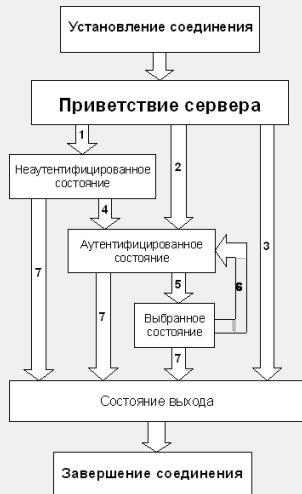 Установление соединения
Приветствие сервера
1
2
3
Неаутентифицированное
состояние
4
Аутентифицированное
состояние
7
7
5
6
Выбранное
состояние
7
Состояние выхода
Завершение соединения